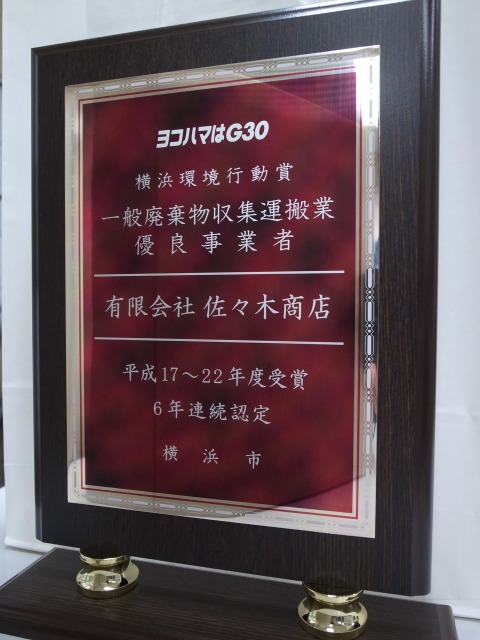 ヨコハマはG30
横浜環境行動賞
一般廃棄物収集運搬業
優良事業者
有限会社 佐々木商店
平成17～22年度受賞
6年連続認定
横浜市